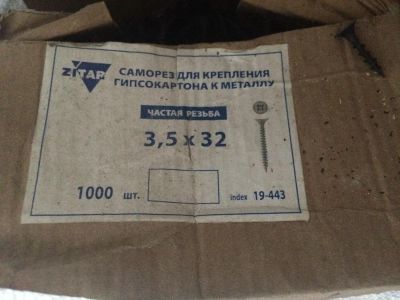 ZITAR
САМОРЕЗ ДЛЯ КРЕПЛЕНИЯ
ГИПСОКАРТОНА К МЕТАЛЛУ
ЧАСТАЯ РЕЗЬБА
3,5 x 32
1000 шт.
index 19-443